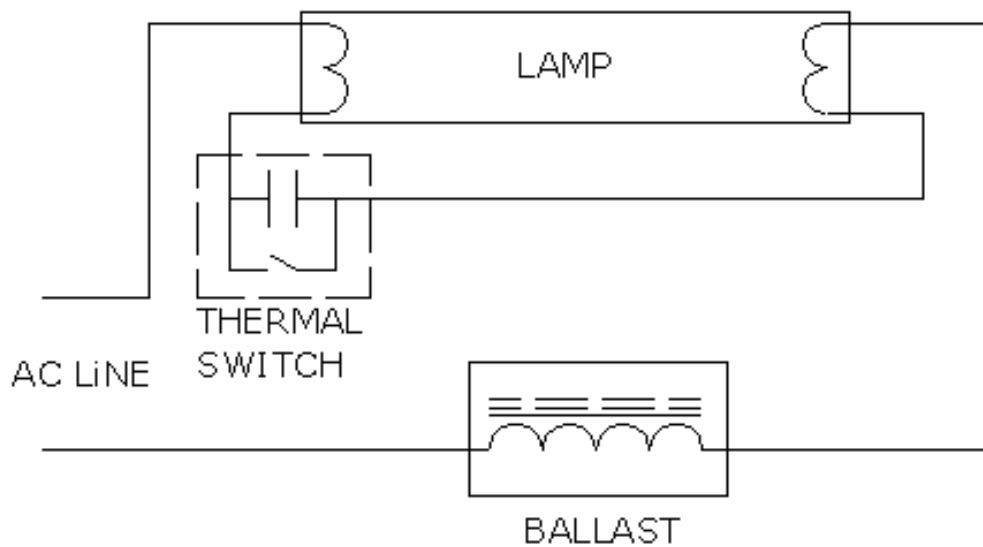 LAMP
THERMAL
SWITCH
AC LiNE
BALLAST